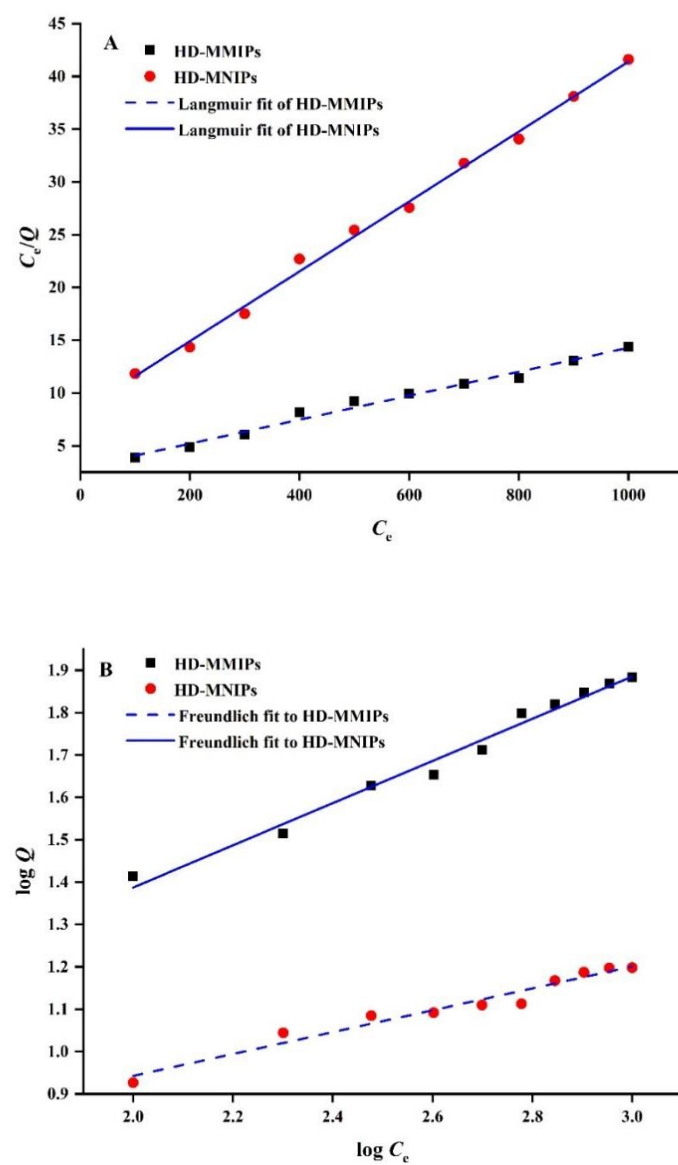 A
HD-MMIPs
HD-MNIPs
Langmuir fit of HD-MMIPs
Langmuir fit of HD-MNIPs
45
40
35
30
25
20
15
10
5
Ce/Q
0 200 400 600 800 1000
Ce
B
HD-MMIPs
HD-MNIPs
Freundlich fit to HD-MMIPs
Freundlich fit to HD-MNIPs
1.9
1.8
1.7
1.6
1.5
1.4
1.3
1.2
1.1
1.0
0.9
log Q
2.0 2.2 2.4 2.6 2.8 3.0
log Ce